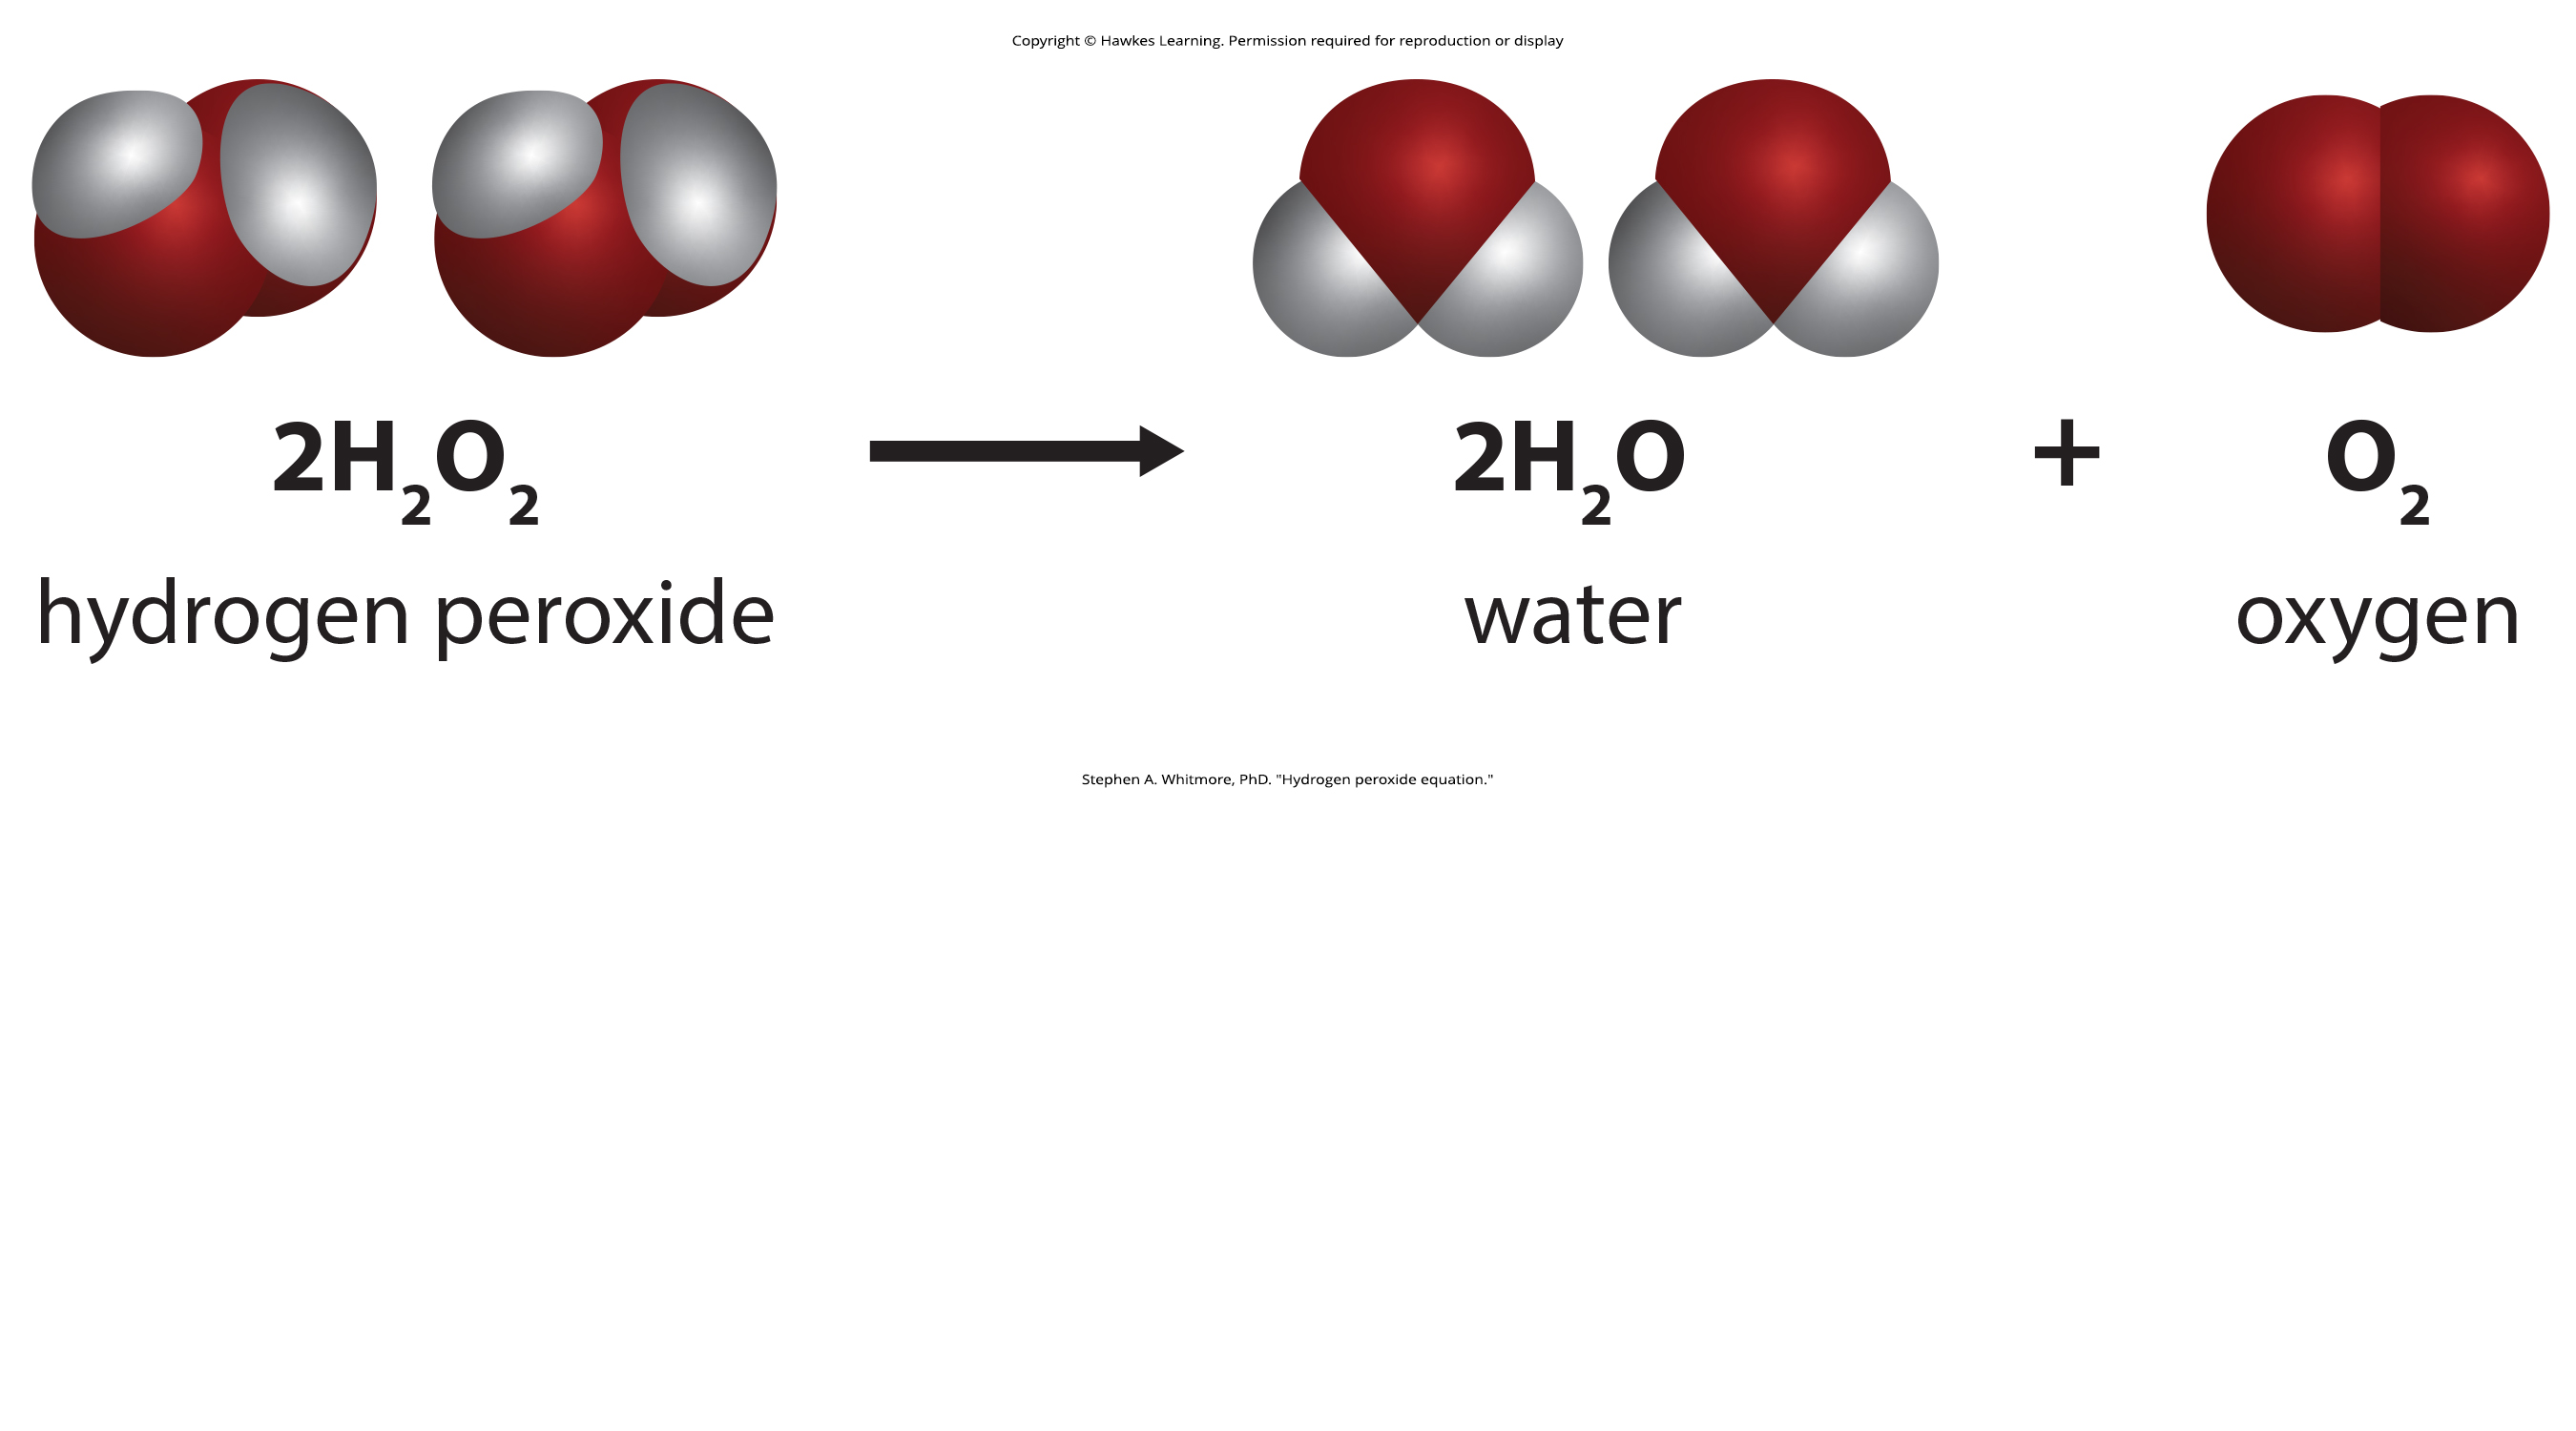 Copyright © Hawkes Learning. Permission required for reproduction or display
2H₂O₂ → 2H₂O + O₂
hydrogen peroxide water oxygen
Stephen A. Whitmore, PhD. "Hydrogen peroxide equation."